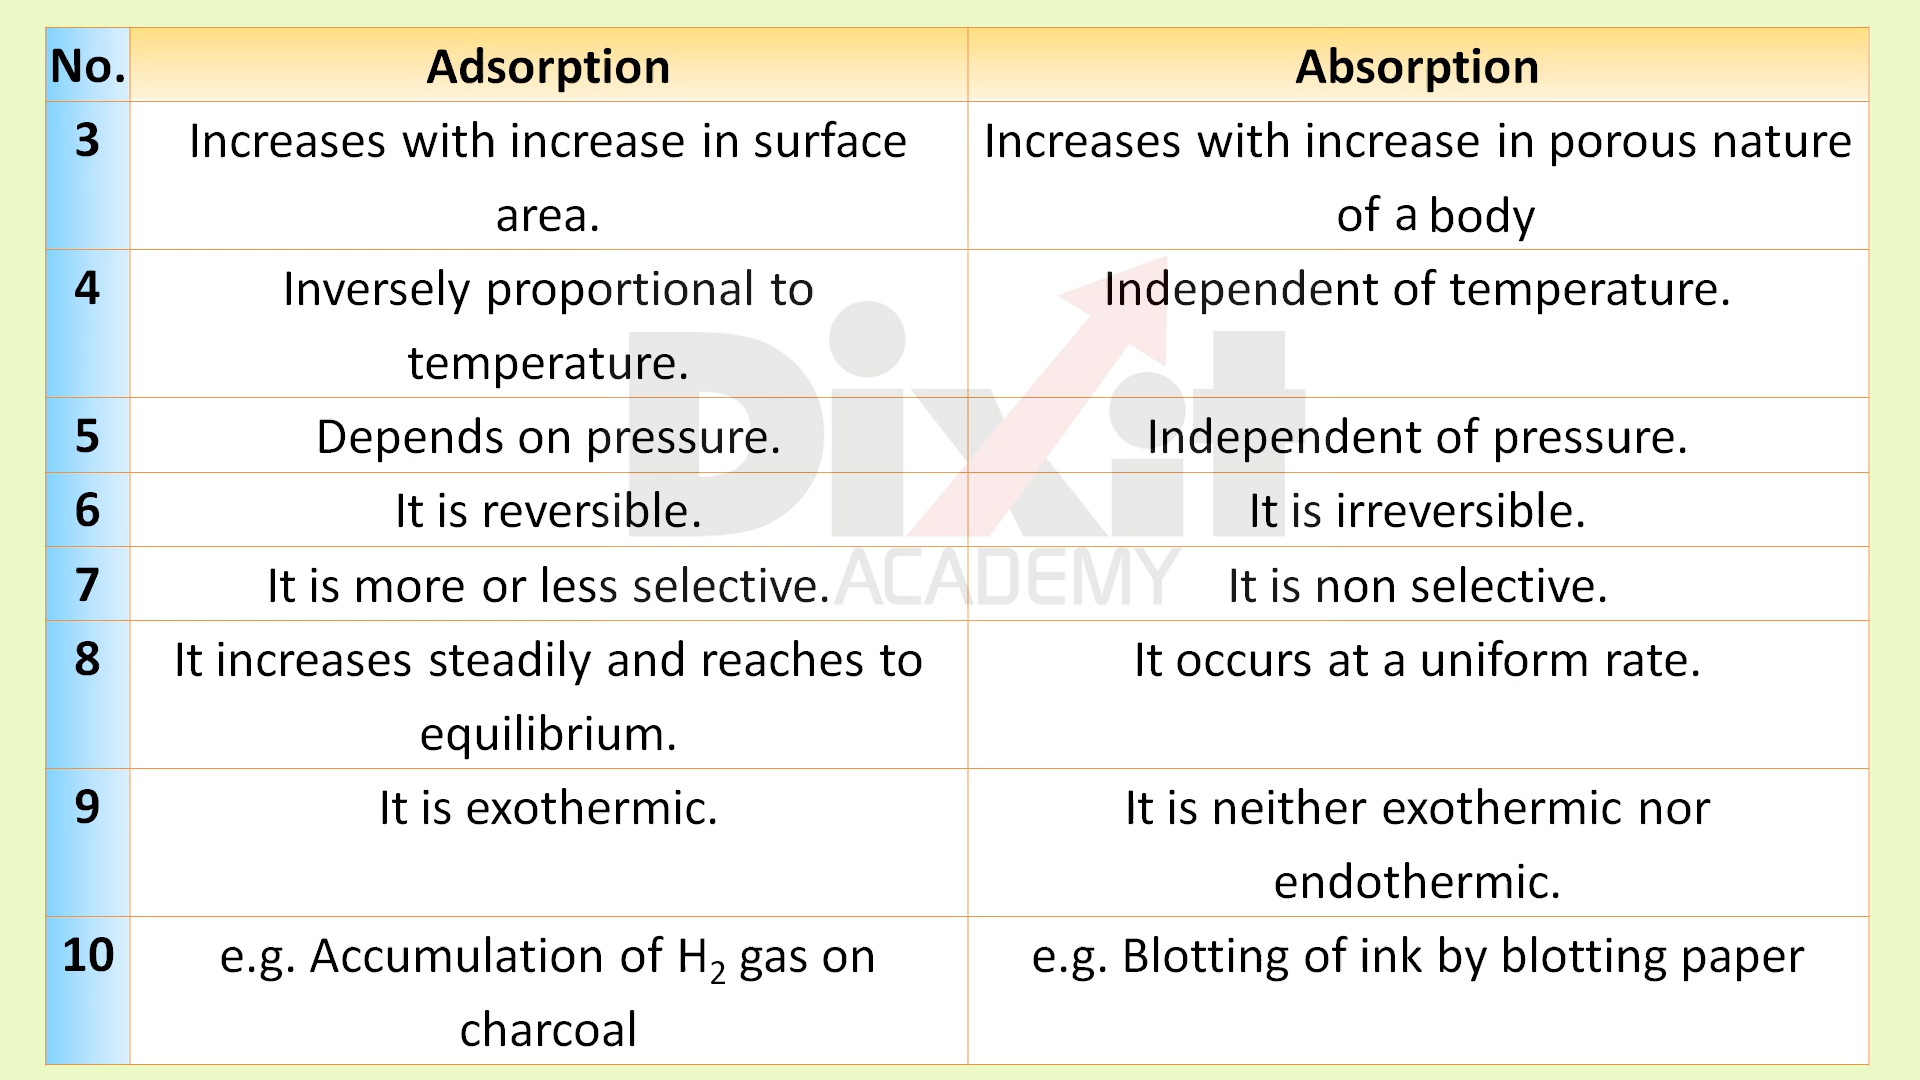 No. Adsorption Absorption
3 Increases with increase in surface Increases with increase in porous nature
area. of a body
4 Inversely proportional to Independent of temperature.
temperature.
5 Depends on pressure. Independent of pressure.
6 It is reversible. It is irreversible.
7 It is more or less selective. It is non selective.
8 It increases steadily and reaches to It occurs at a uniform rate.
equilibrium.
9 It is exothermic. It is neither exothermic nor
endothermic.
10 e.g. Accumulation of H₂ gas on e.g. Blotting of ink by blotting paper
charcoal
Dixit
ACADEMY